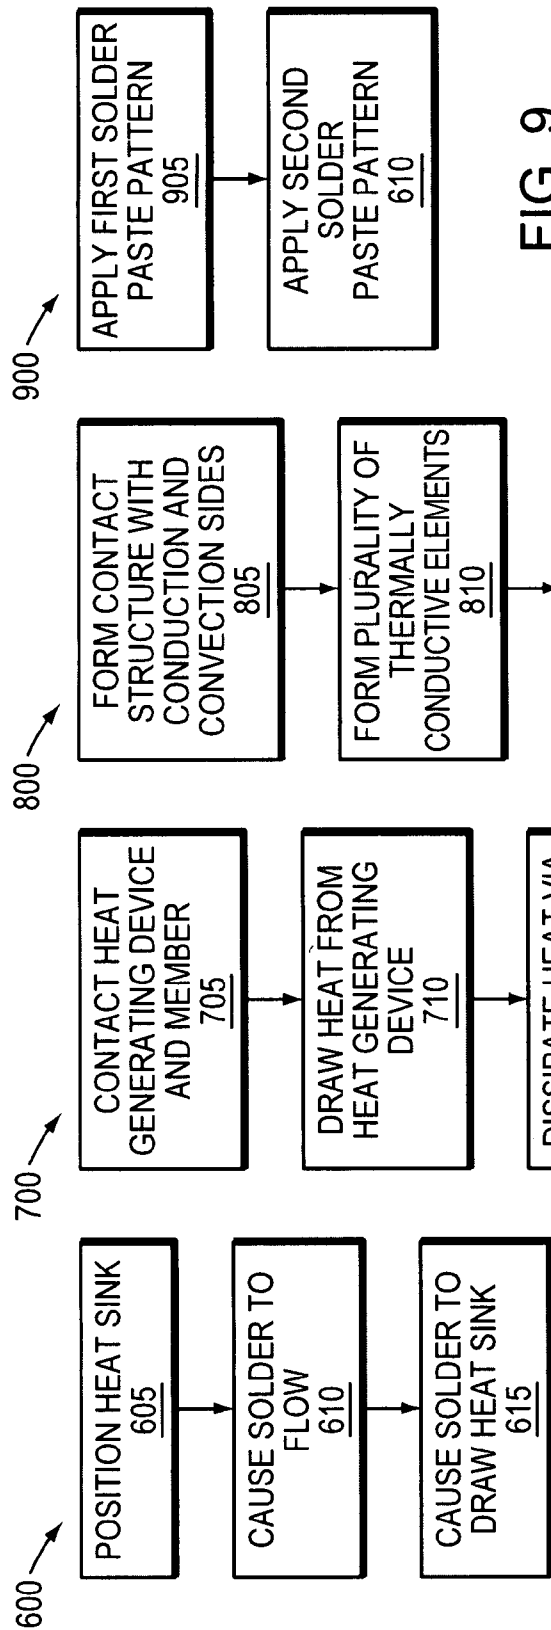 600
POSITION HEAT SINK
605
CAUSE SOLDER TO
FLOW
610
CAUSE SOLDER TO
DRAW HEAT SINK
615
700
CONTACT HEAT
GENERATING DEVICE
AND MEMBER
705
DRAW HEAT FROM
HEAT GENERATING
DEVICE
710
DISSIPATE HEAT VIA
800
FORM CONTACT
STRUCTURE WITH
CONDUCTION AND
CONVECTION SIDES
805
FORM PLURALITY OF
THERMALLY
CONDUCTIVE ELEMENTS
810
900
APPLY FIRST SOLDER
PASTE PATTERN
905
APPLY SECOND
SOLDER
PASTE PATTERN
610
FIG. 9